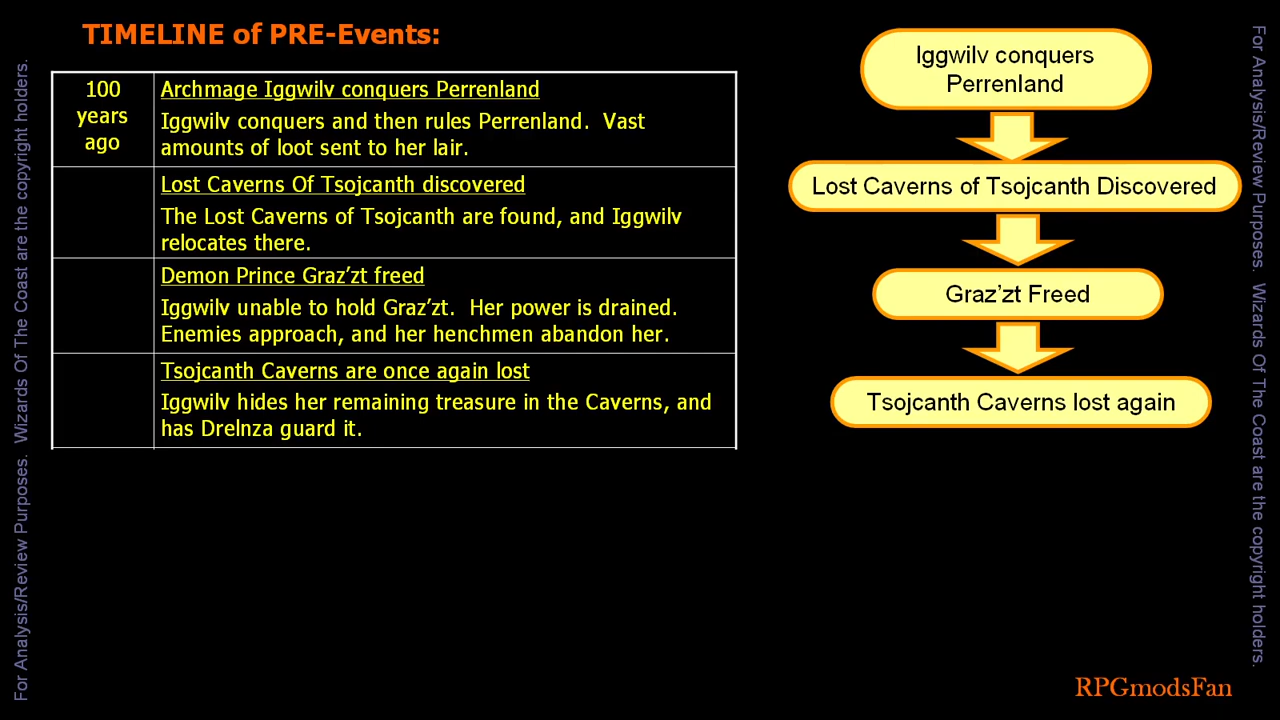 TIMELINE of PRE-Events:
100
years
ago
Archmage Iggwilv conquers Perrenland
Iggwilv conquers and then rules Perrenland.  Vast
amounts of loot sent to her lair.
Lost Caverns Of Tsojcanth discovered
The Lost Caverns of Tsojcanth are found, and Iggwilv
relocates there.
Demon Prince Graz’zt freed
Iggwilv unable to hold Graz’zt.  Her power is drained.
Enemies approach, and her henchmen abandon her.
Tsojcanth Caverns are once again lost
Iggwilv hides her remaining treasure in the Caverns, and
has Drelnza guard it.
Iggwilv conquers
Perrenland
Lost Caverns of Tsojcanth Discovered
Graz’zt Freed
Tsojcanth Caverns lost again
For Analysis/Review Purposes.  Wizards Of The Coast are the copyright holders.
For Analysis/Review Purposes.  Wizards Of The Coast are the copyright holders.
RPGmodsFan